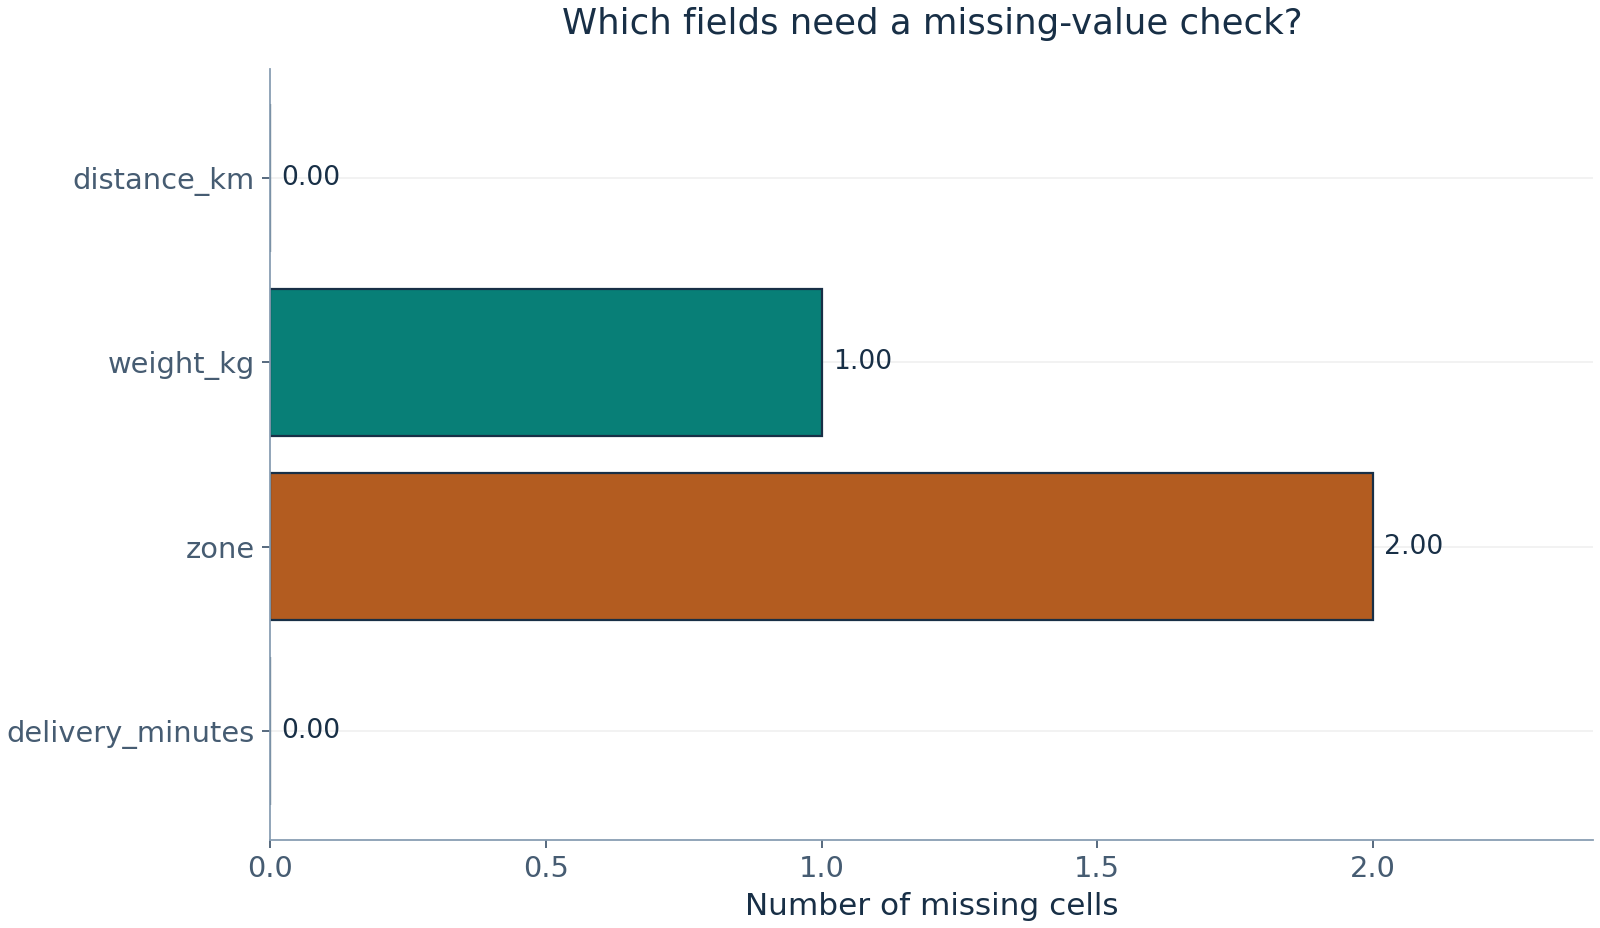 Which fields need a missing-value check?
distance_km 0.00
weight_kg 1.00
zone 2.00
delivery_minutes 0.00
0.0 0.5 1.0 1.5 2.0
Number of missing cells